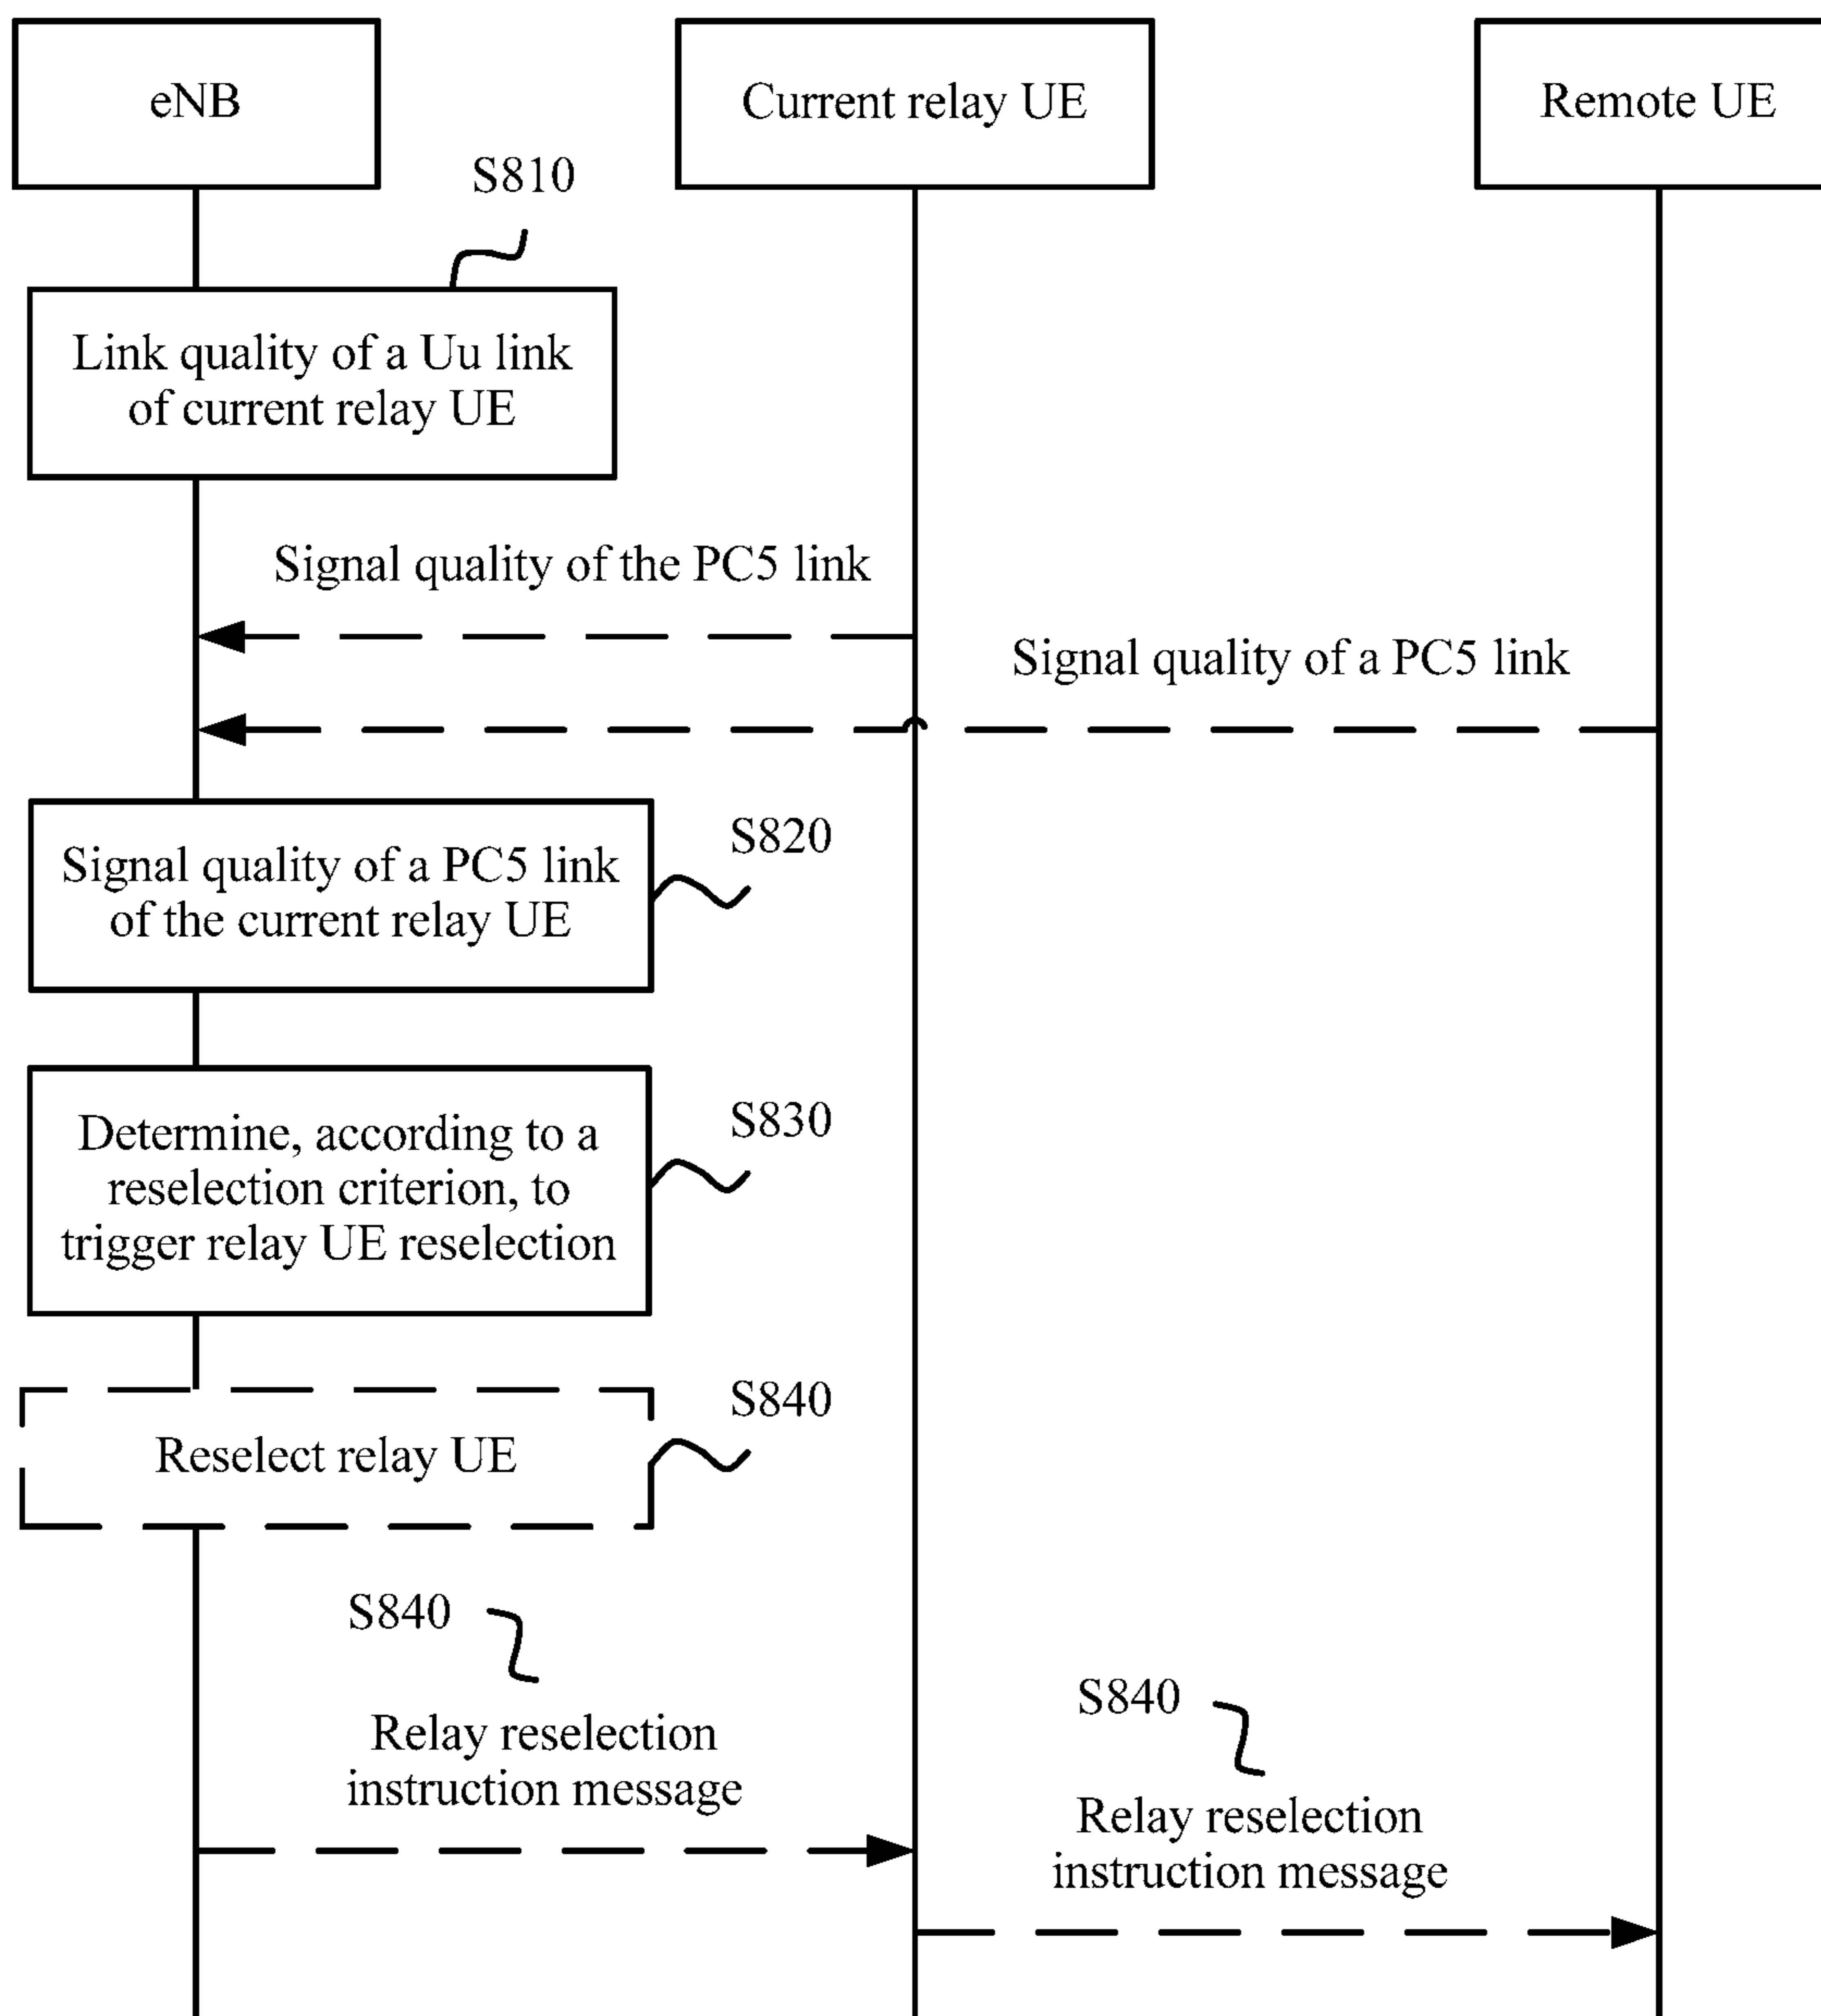 eNB
Current relay UE
Remote UE
S810
Link quality of a Uu link
of current relay UE
Signal quality of the PC5 link
Signal quality of a PC5 link
S820
Signal quality of a PC5 link
of the current relay UE
S830
Determine, according to a
reselection criterion, to
trigger relay UE reselection
S840
Reselect relay UE
S840
Relay reselection
instruction message
S840
Relay reselection
instruction message